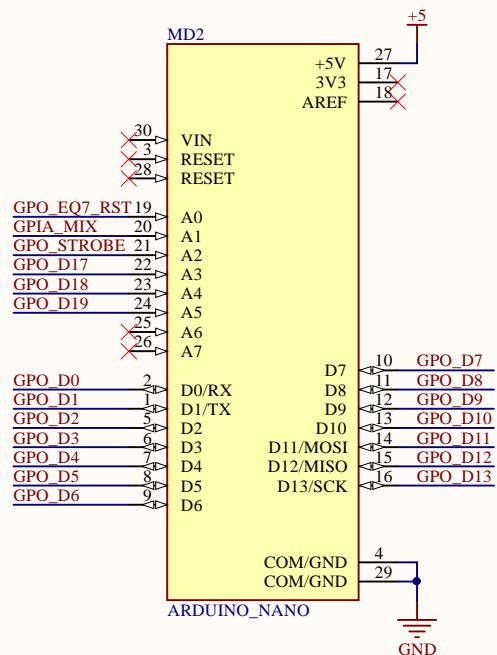 +5
MD2
+5V 27
3V3 17
AREF 18
30 VIN
3 RESET
28 RESET
GPO_EQ7_RST 19 A0
GPIA_MIX 20 A1
GPO_STROBE 21 A2
GPO_D17 22 A3
GPO_D18 23 A4
GPO_D19 24 A5
25 A6
26 A7
D7 10 GPO_D7
GPO_D0 2 D0/RX
D8 11 GPO_D8
GPO_D1 1 D1/TX
D9 12 GPO_D9
GPO_D2 5 D2
D10 13 GPO_D10
GPO_D3 6 D3
D11/MOSI 14 GPO_D11
GPO_D4 7 D4
D12/MISO 15 GPO_D12
GPO_D5 8 D5
D13/SCK 16 GPO_D13
GPO_D6 9 D6
COM/GND 4
COM/GND 29
ARDUINO_NANO
GND